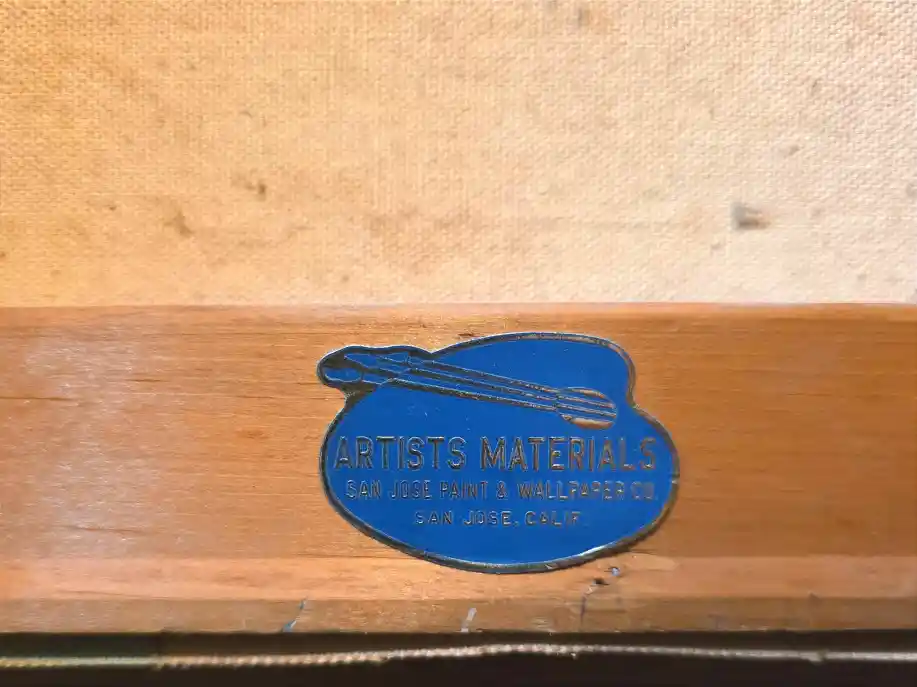 ARTISTS MATERIALS
SAN JOSE PAINT & WALLPAPER CO.
SAN JOSE, CALIF.